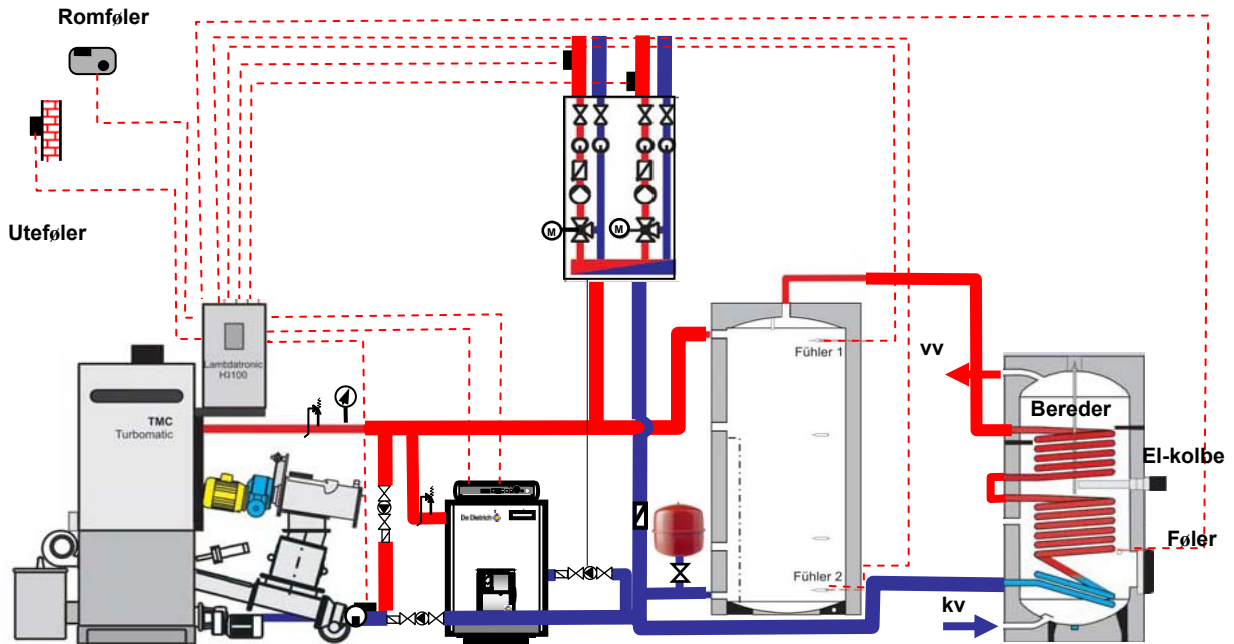 Romføler
Uteføler
M
M
Lambdatronic
H3100
TMC
Turbomatic
De Dietrich
Fühler 1
Fühler 2
vv
Bereder
El-kolbe
Føler
kv